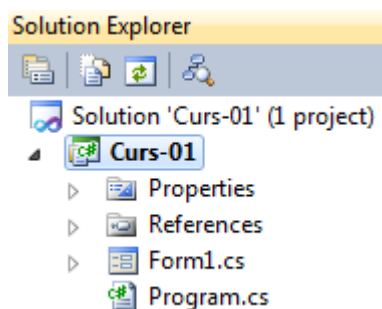 Solution Explorer
Solution 'Curs-01' (1 project)
Curs-01
Properties
References
Form1.cs
Program.cs